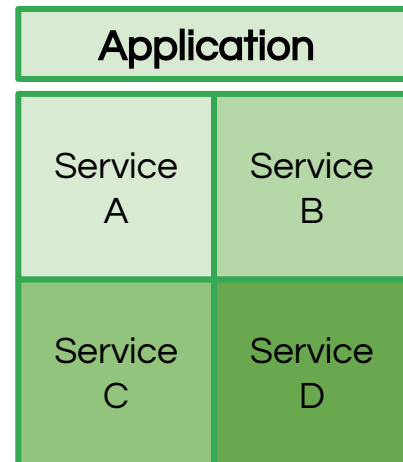 Application
Service
A
Service
B
Service
C
Service
D